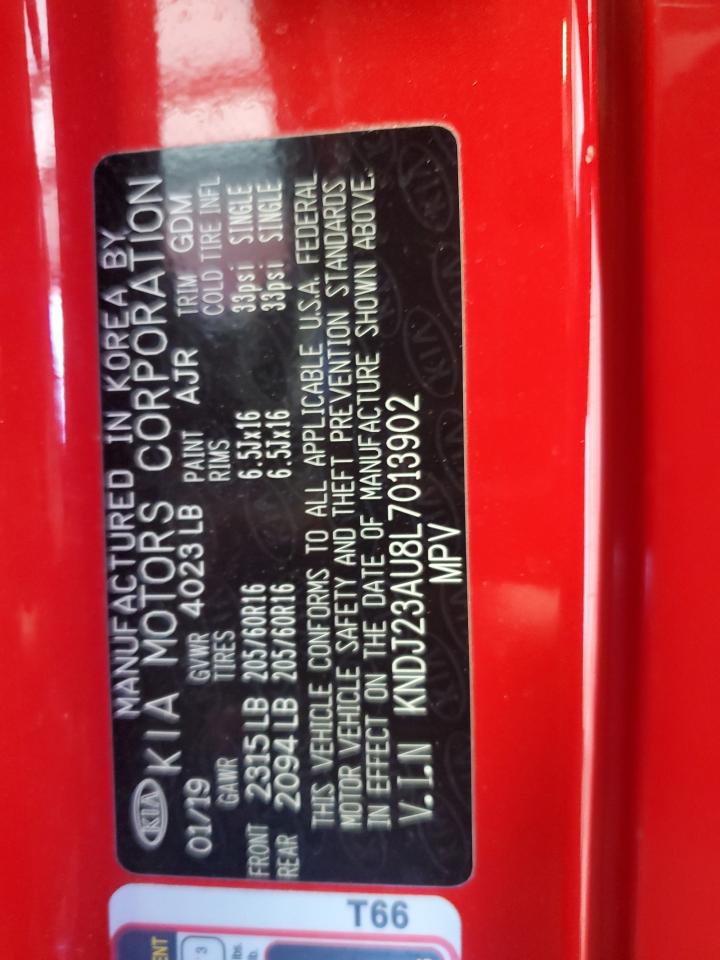 KIA MANUFACTURED IN KOREA BY
KIA MOTORS CORPORATION
01/19 GVWR 4023 LB PAINT AJR TRIM GDM
GAWR TIRES RIMS COLD TIRE INFL
FRONT 2315 LB 205/60R16 6.5Jx16 33psi SINGLE
REAR 2094 LB 205/60R16 6.5Jx16 33psi SINGLE
THIS VEHICLE CONFORMS TO ALL APPLICABLE U.S.A. FEDERAL
MOTOR VEHICLE SAFETY AND THEFT PREVENTION STANDARDS
IN EFFECT ON THE DATE OF MANUFACTURE SHOWN ABOVE.
V.I.N KNDJ23AU8L7013902
MPV
T66